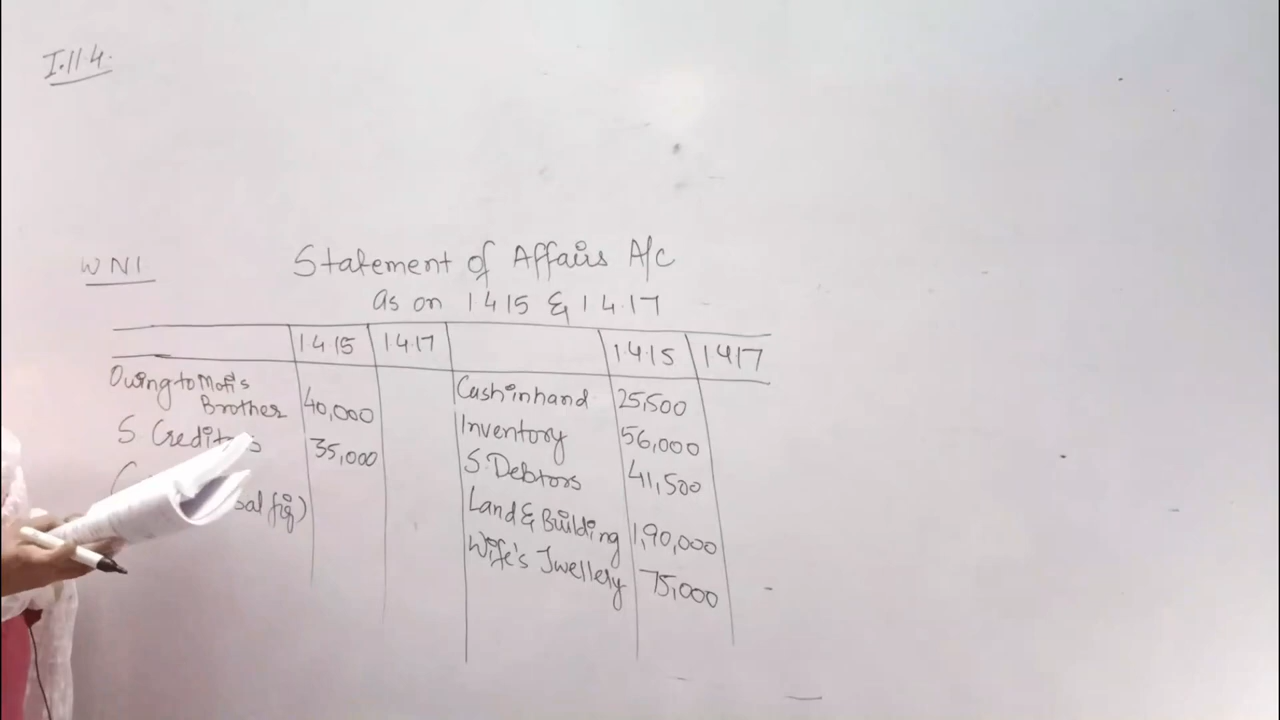 I.11.4.
WN1
Statement of Affairs A/c
as on 1 4 15 & 1 4.17
1 4 15 1 4.17 1.4.15 1 4 17
Owing to Moti's
Brother 40,000
S. Creditors 35,000
bal fig)
Cash in hand 25,500
Inventory 56,000
S. Debtors 41,500
Land & Building 1,90,000
Wife's Jwellery 75,000